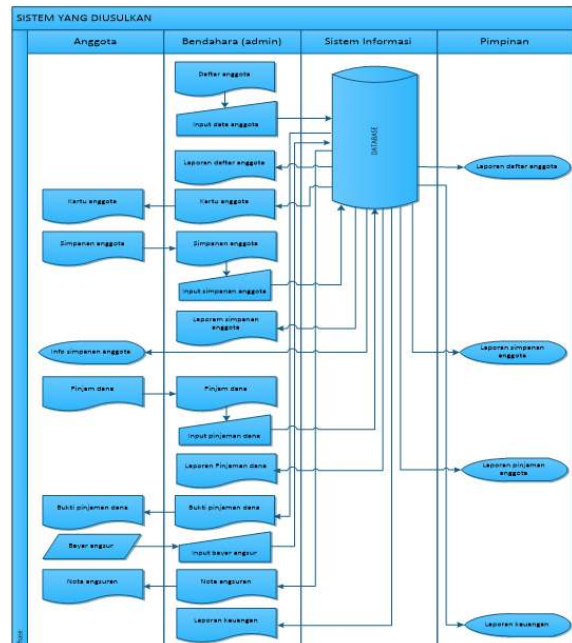 SISTEM YANG DIUSULKAN
Anggota
Bendahara (admin)
Sistem Informasi
Pimpinan
Daftar anggota
Input data anggota
DATABASE
Laporan daftar anggota
Laporan daftar anggota
Kartu anggota
Kartu anggota
Simpanan anggota
Simpanan anggota
Input simpanan anggota
Laporam simpanan
anggota
Info simpanan anggota
Laporan simpanan
anggota
Pinjam dana
Pinjam dana
Input pinjaman dana
Laporan Pinjaman dana
Laporan pinjaman
anggota
Bukti pinjaman dana
Bukti pinjaman dana
Bayar angsur
Input bayar angsur
Nota angsuran
Nota angsuran
Laporan keuangan
Laporan keuangan